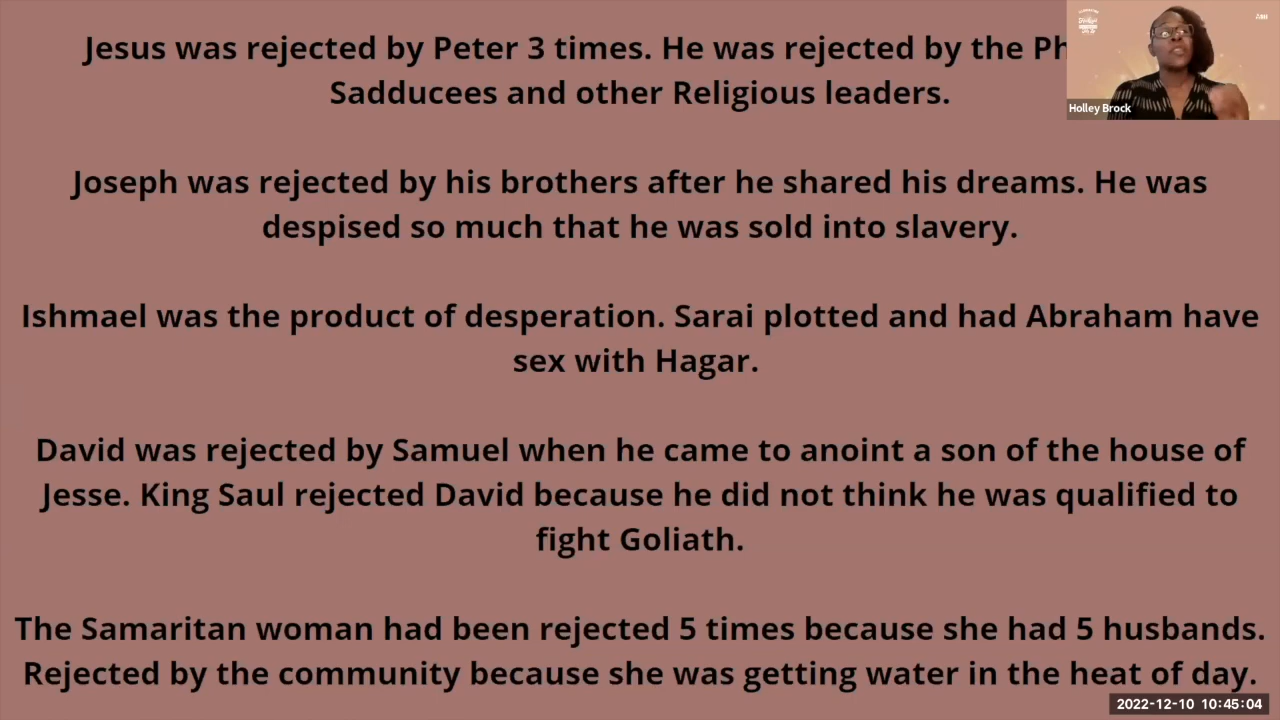 Jesus was rejected by Peter 3 times. He was rejected by the
Sadducees and other Religious leaders.
Joseph was rejected by his brothers after he shared his dreams. He was
despised so much that he was sold into slavery.
Ishmael was the product of desperation. Sarai plotted and had Abraham have
sex with Hagar.
David was rejected by Samuel when he came to anoint a son of the house of
Jesse. King Saul rejected David because he did not think he was qualified to
fight Goliath.
The Samaritan woman had been rejected 5 times because she had 5 husbands.
Rejected by the community because she was getting water in the heat of day.
Holley Brock
2022-12-10 10:45:04